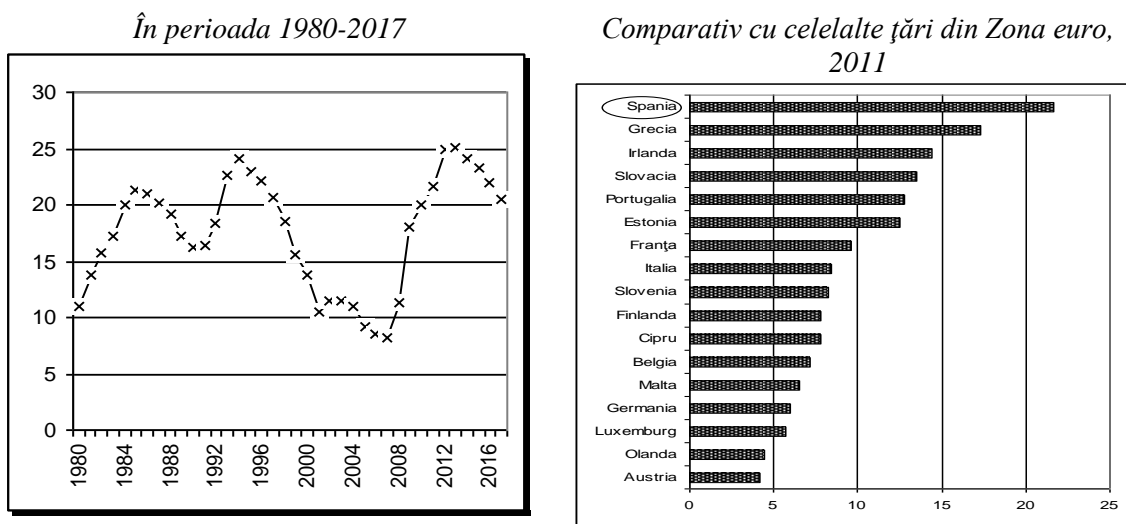 În perioada 1980-2017
30
25
20
15
10
5
0
1980
1984
1988
1992
1996
2000
2004
2008
2012
2016
Comparativ cu celelalte ţări din Zona euro,
2011
Spania
Grecia
Irlanda
Slovacia
Portugalia
Estonia
Franţa
Italia
Slovenia
Finlanda
Cipru
Belgia
Malta
Germania
Luxemburg
Olanda
Austria
0 5 10 15 20 25